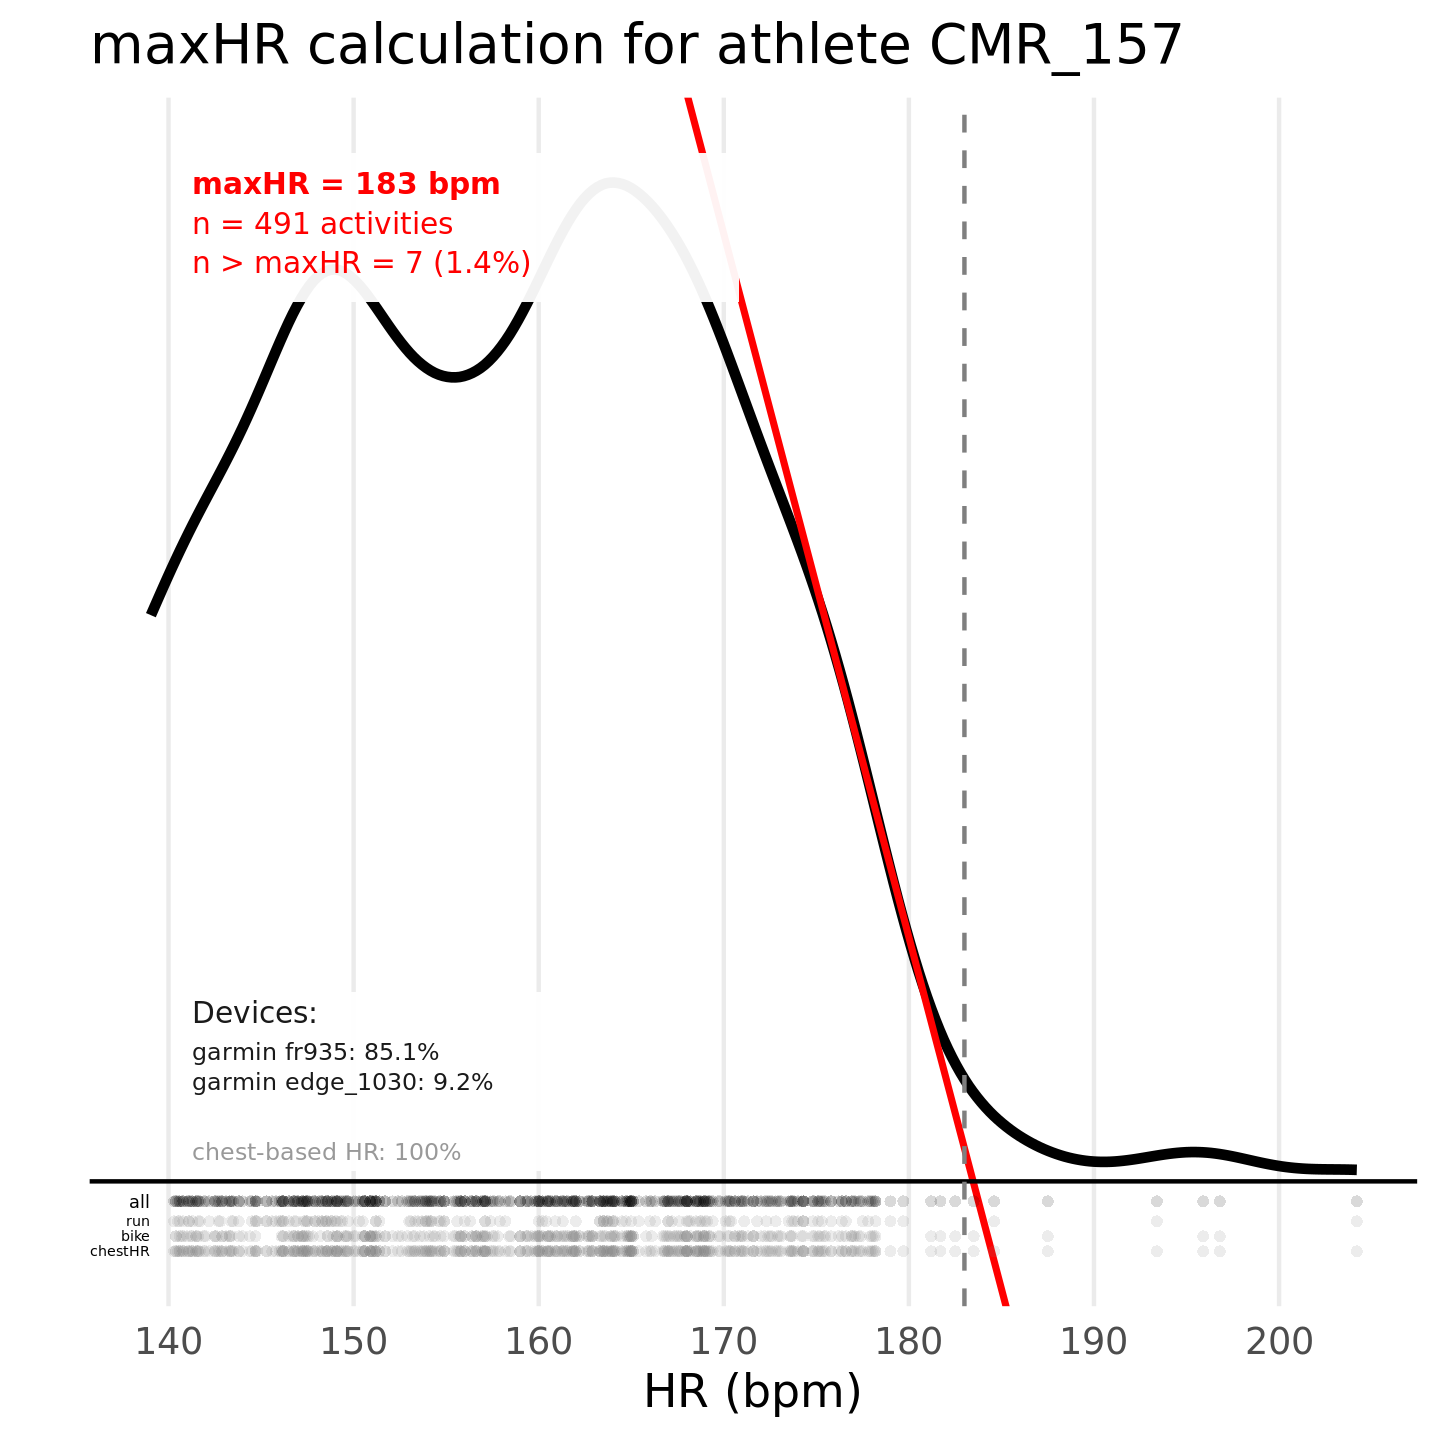 maxHR calculation for athlete CMR_157
maxHR = 183 bpm
n = 491 activities
n > maxHR = 7 (1.4%)
Devices:
garmin fr935: 85.1%
garmin edge_1030: 9.2%
chest-based HR: 100%
all
run
bike
chestHR
140 150 160 170 180 190 200
HR (bpm)